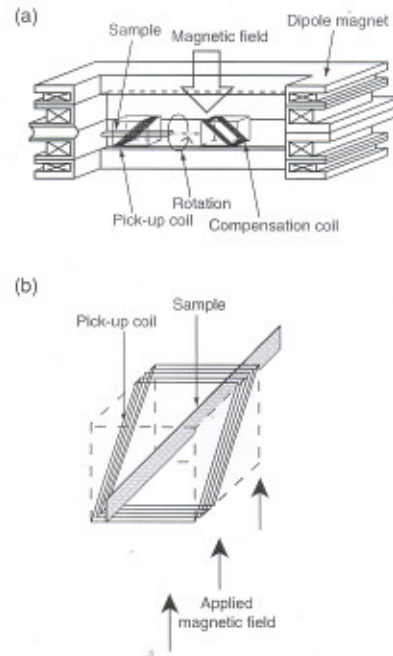 (a)
Sample
Magnetic field
Dipole magnet
Rotation
Pick-up coil
Compensation coil
(b)
Sample
Pick-up coil
Applied
magnetic field